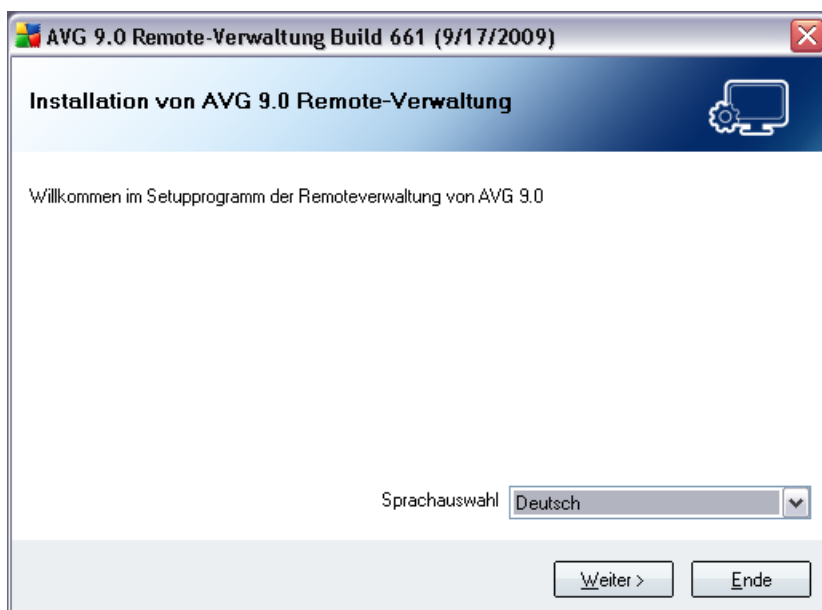 AVG 9.0 Remote-Verwaltung Build 661 (9/17/2009)
Installation von AVG 9.0 Remote-Verwaltung
Willkommen im Setupprogramm der Remoteverwaltung von AVG 9.0
Sprachauswahl Deutsch
Weiter > Ende